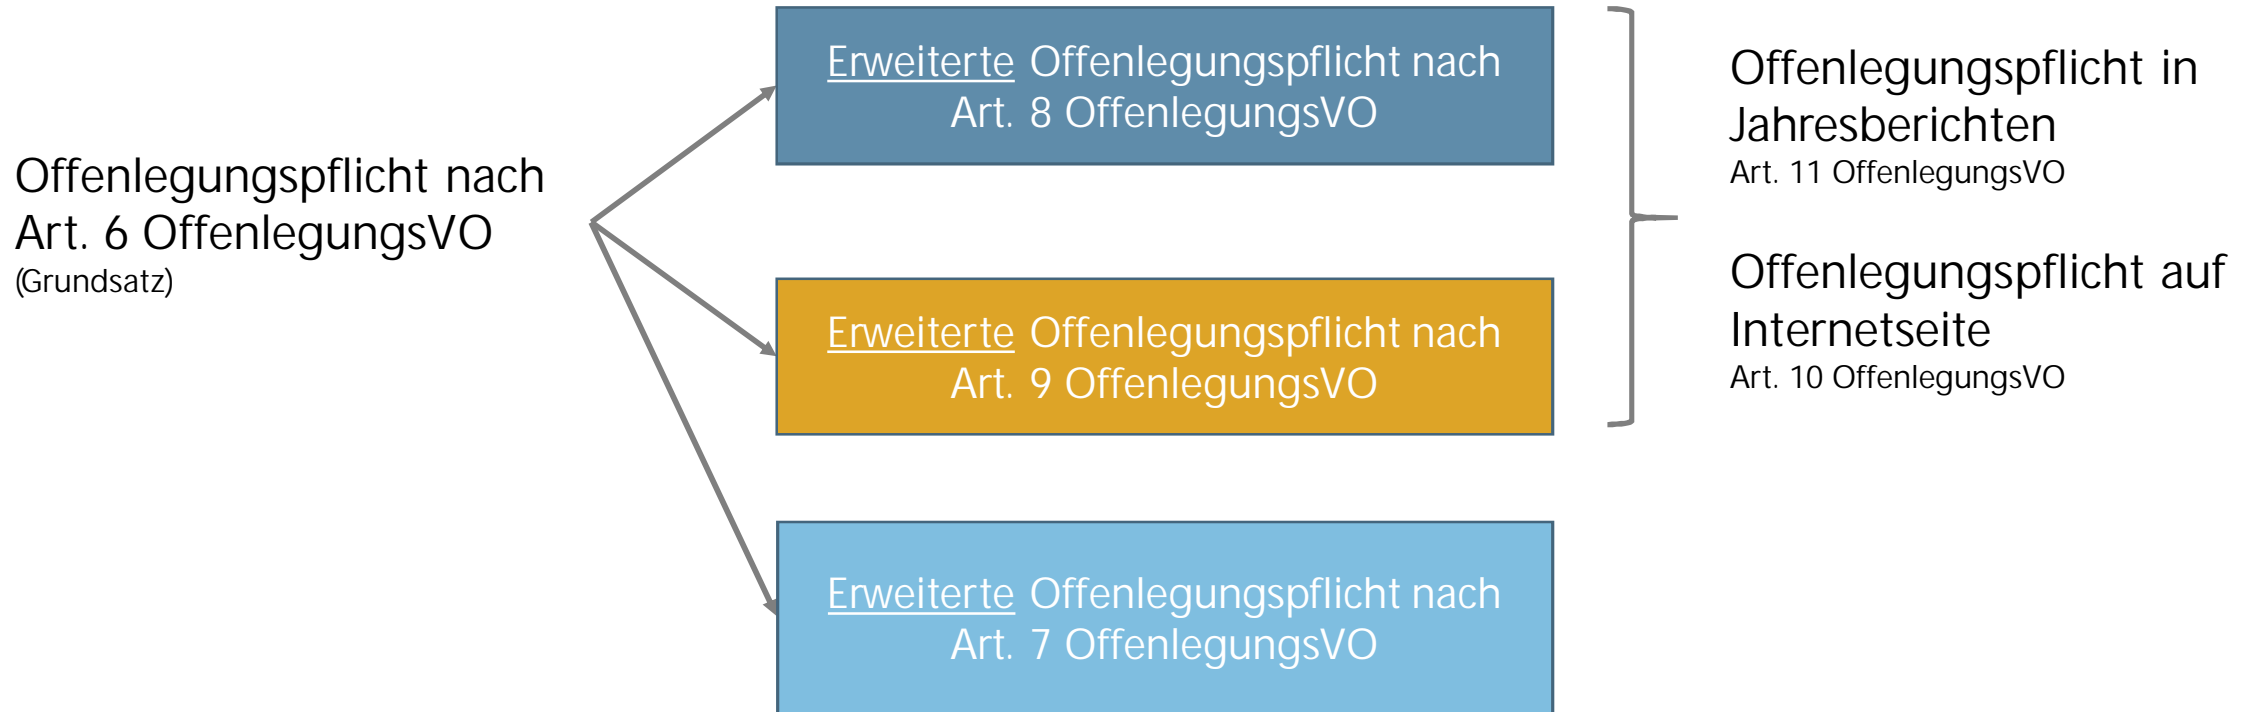 Offenlegungspflicht nach
Art. 6 OffenlegungsVO
(Grundsatz)
Erweiterte Offenlegungspflicht nach
Art. 8 OffenlegungsVO
Erweiterte Offenlegungspflicht nach
Art. 9 OffenlegungsVO
Erweiterte Offenlegungspflicht nach
Art. 7 OffenlegungsVO
Offenlegungspflicht in
Jahresberichten
Art. 11 OffenlegungsVO
Offenlegungspflicht auf
Internetseite
Art. 10 OffenlegungsVO